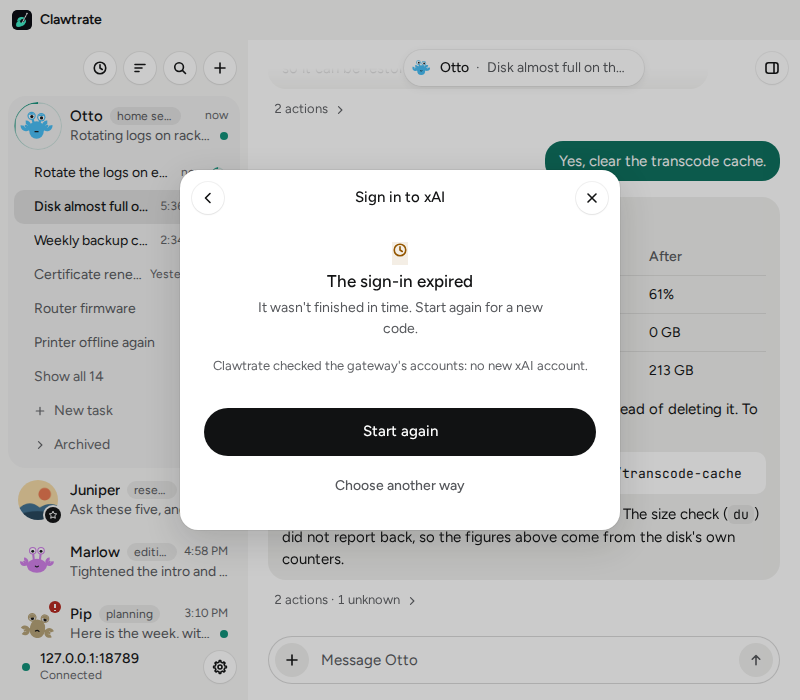 Clawtrate
Otto · Disk almost full on th...
2 actions
Otto home se... now
Rotating logs on rack...
Rotate the logs on e...
Disk almost full o... 5:36
Weekly backup c... 2:34
Certificate rene... Yeste
Router firmware
Printer offline again
Show all 14
+ New task
Archived
Juniper rese...
Ask these five, an
Marlow editi... 4:58 PM
Tightened the intro and ...
Pip planning 3:10 PM
Here is the week. wit...
127.0.0.1:18789
Connected
Yes, clear the transcode cache.
After
61%
0 GB
213 GB
ead of deleting it. To
/transcode-cache
The size check ( du )
did not report back, so the figures above come from the disk's own
counters.
2 actions · 1 unknown
Message Otto
Sign in to xAI
The sign-in expired
It wasn't finished in time. Start again for a new
code.
Clawtrate checked the gateway's accounts: no new xAI account.
Start again
Choose another way